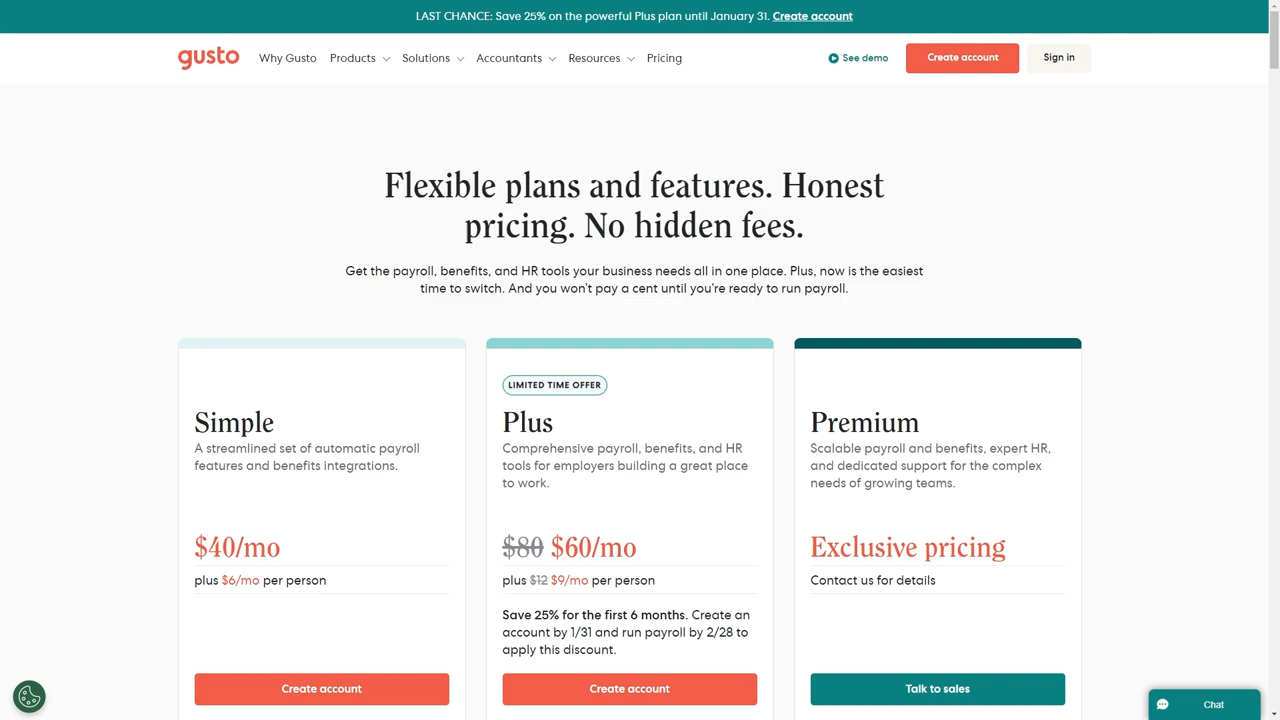 LAST CHANCE: Save 25% on the powerful Plus plan until January 31. Create account
gusto Why Gusto Products Solutions Accountants Resources Pricing See demo Create account Sign in
Flexible plans and features. Honest
pricing. No hidden fees.
Get the payroll, benefits, and HR tools your business needs all in one place. Plus, now is the easiest
time to switch. And you won't pay a cent until you're ready to run payroll.
Simple
A streamlined set of automatic payroll
features and benefits integrations.
$40/mo
plus $6/mo per person
Create account
LIMITED TIME OFFER
Plus
Comprehensive payroll, benefits, and HR
tools for employers building a great place
to work.
$80 $60/mo
plus $12 $9/mo per person
Save 25% for the first 6 months. Create an
account by 1/31 and run payroll by 2/28 to
apply this discount.
Create account
Premium
Scalable payroll and benefits, expert HR,
and dedicated support for the complex
needs of growing teams.
Exclusive pricing
Contact us for details
Talk to sales
Chat